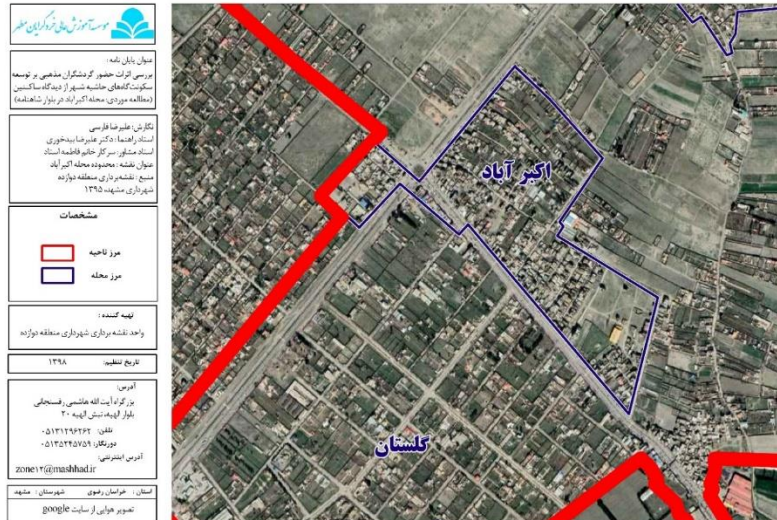 موسسه آموزش عالی خردگرایان مطهر
عنوان پایان نامه:
بررسی اثرات حضور گردشگران مذهبی بر توسعه
سکونت‌گاه‌های حاشیه شهر از دیدگاه ساکنین
(مطالعه موردی: محله اکبرآباد در بلوار شاهنامه)
نگارش: علیرضا فارسی
استاد راهنما: دکتر علیرضا بیدخوری
استاد مشاور: سرکار خانم فاطمه استاد
عنوان نقشه: محدوده محله اکبر آباد
منبع: نقشه‌برداری منطقه دوازده
شهرداری مشهد، ۱۳۹۵
مشخصات
مرز ناحیه
مرز محله
تهیه کننده:
واحد نقشه برداری شهرداری منطقه دوازده
تاریخ تنظیم: ۱۳۹۸
آدرس:
بزرگراه آیت الله هاشمی رفسنجانی
بلوار الهیه، نبش الهیه ۲۰
تلفن: ۰۵۱۳۱۲۹۶۲۶۲
دورنگار: ۰۵۱۳۵۲۴۵۷۵۹
آدرس اینترنتی:
zone12@mashhad.ir
استان: خراسان رضوی شهرستان: مشهد
تصویر هوایی از سایت google
اکبر آباد
گلستان